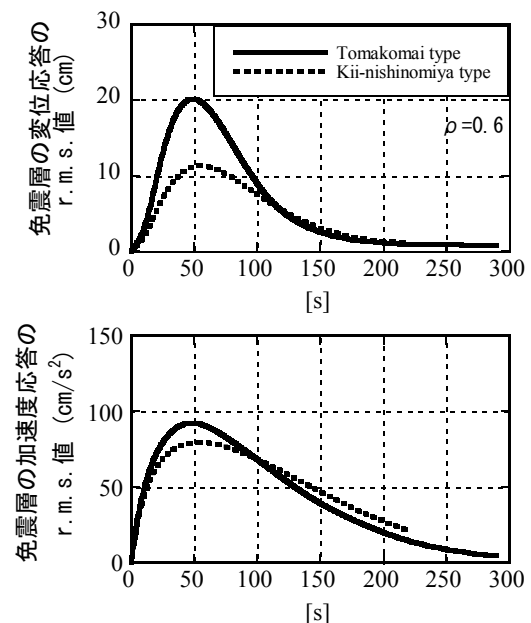 免震層の変位応答の
r.m.s.値 (cm)
30
20
10
0
Tomakomai type
Kii-nishinomiya type
ρ=0.6
0 50 100 150 200 250 300
[s]
免震層の加速度応答の
r.m.s.値 (cm/s²)
150
100
50
0
0 50 100 150 200 250 300
[s]